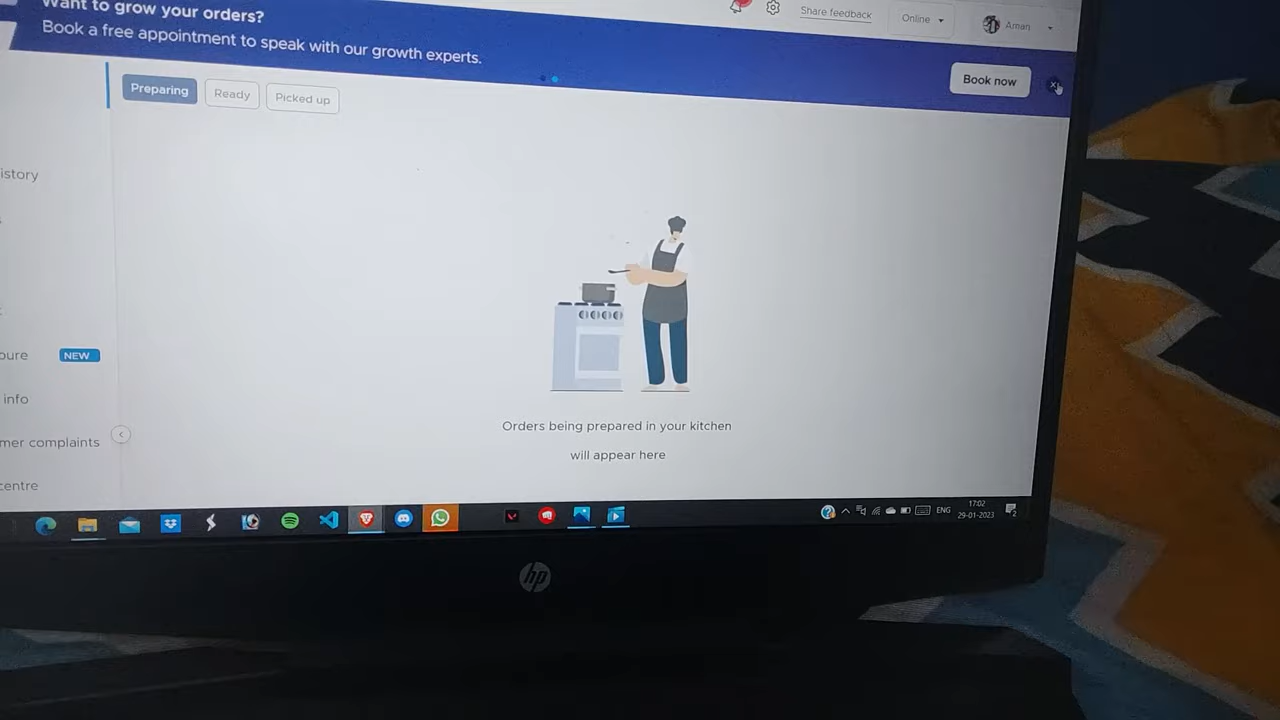 Want to grow your orders?
Book a free appointment to speak with our growth experts.
Share feedback
Online
Aman
Book now
Preparing
Ready
Picked up
istory
oure
NEW
info
mer complaints
centre
Orders being prepared in your kitchen
will appear here
ENG
17:02
29-01-2023
hp